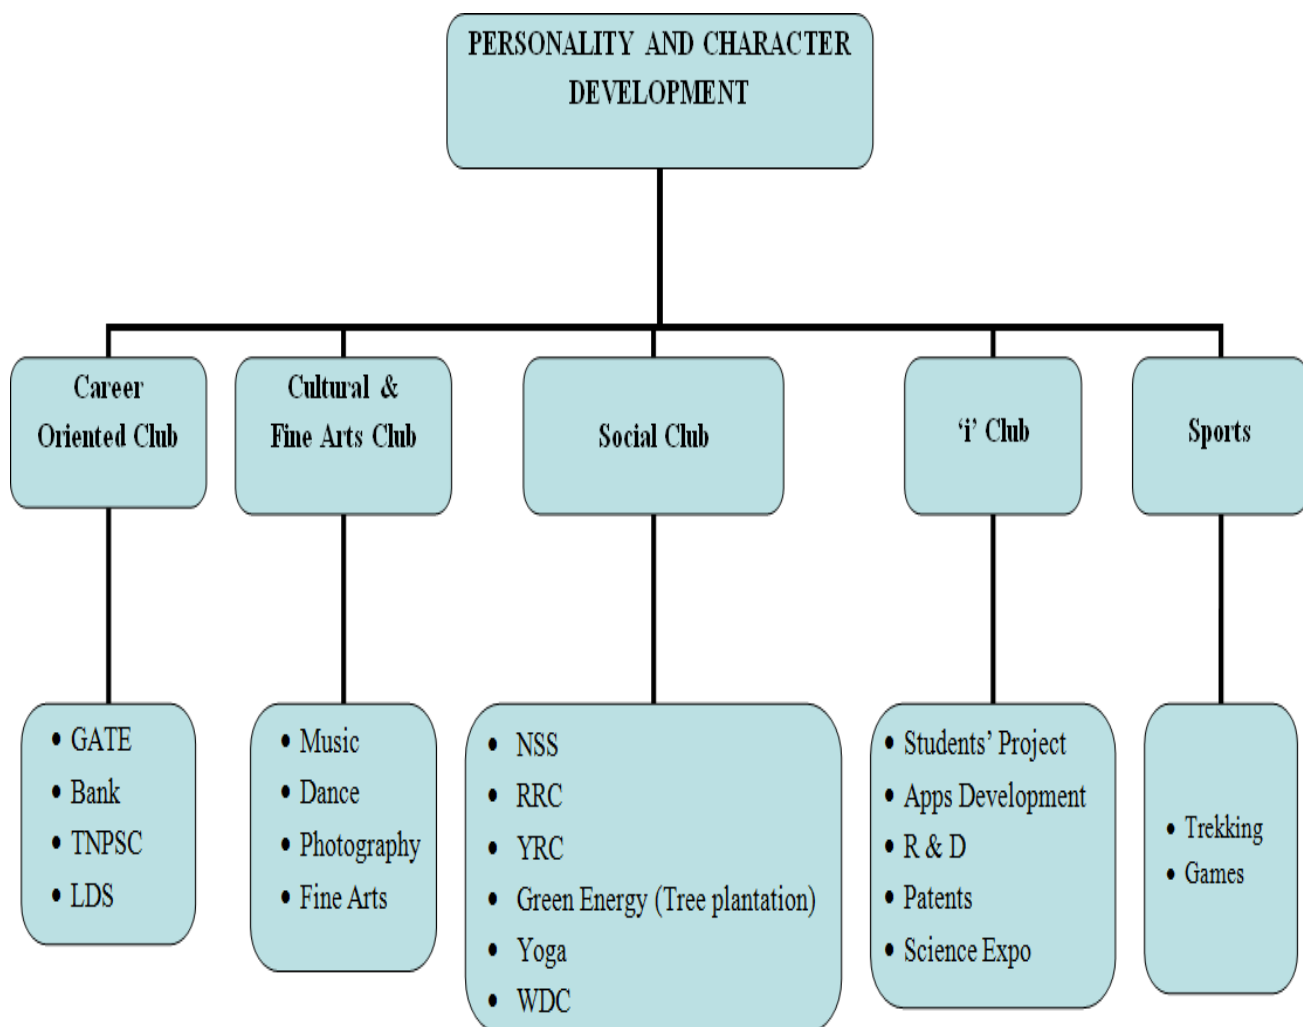 PERSONALITY AND CHARACTER
DEVELOPMENT
Career
Oriented Club
Cultural &
Fine Arts Club
Social Club
‘i’ Club
Sports
• GATE
• Bank
• TNPSC
• LDS
• Music
• Dance
• Photography
• Fine Arts
• NSS
• RRC
• YRC
• Green Energy (Tree plantation)
• Yoga
• WDC
• Students’ Project
• Apps Development
• R & D
• Patents
• Science Expo
• Trekking
• Games